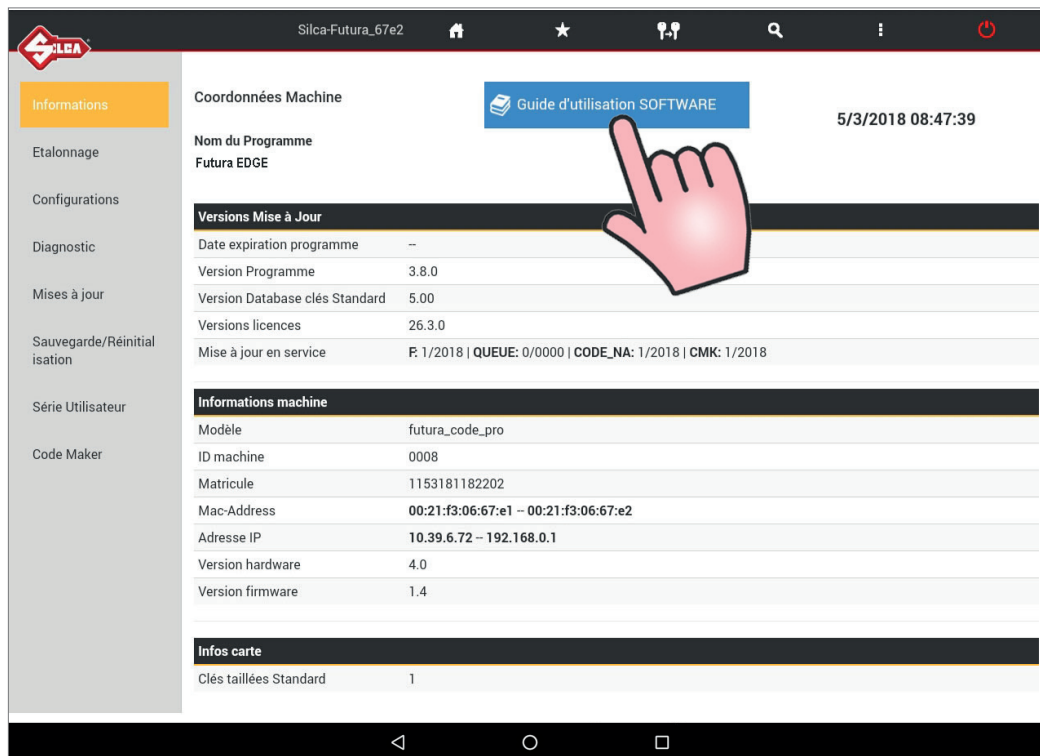 SILCA
Silca-Futura_67e2
Informations
Etalonnage
Configurations
Diagnostic
Mises à jour
Sauvegarde/Réinitial
isation
Série Utilisateur
Code Maker
Coordonnées Machine
Guide d'utilisation SOFTWARE
5/3/2018 08:47:39
Nom du Programme
Futura EDGE
Versions Mise à Jour
Date expiration programme --
Version Programme 3.8.0
Version Database clés Standard 5.00
Versions licences 26.3.0
Mise à jour en service F: 1/2018 | QUEUE: 0/0000 | CODE_NA: 1/2018 | CMK: 1/2018
Informations machine
Modèle futura_code_pro
ID machine 0008
Matricule 1153181182202
Mac-Address 00:21:f3:06:67:e1 -- 00:21:f3:06:67:e2
Adresse IP 10.39.6.72 -- 192.168.0.1
Version hardware 4.0
Version firmware 1.4
Infos carte
Clés taillées Standard 1